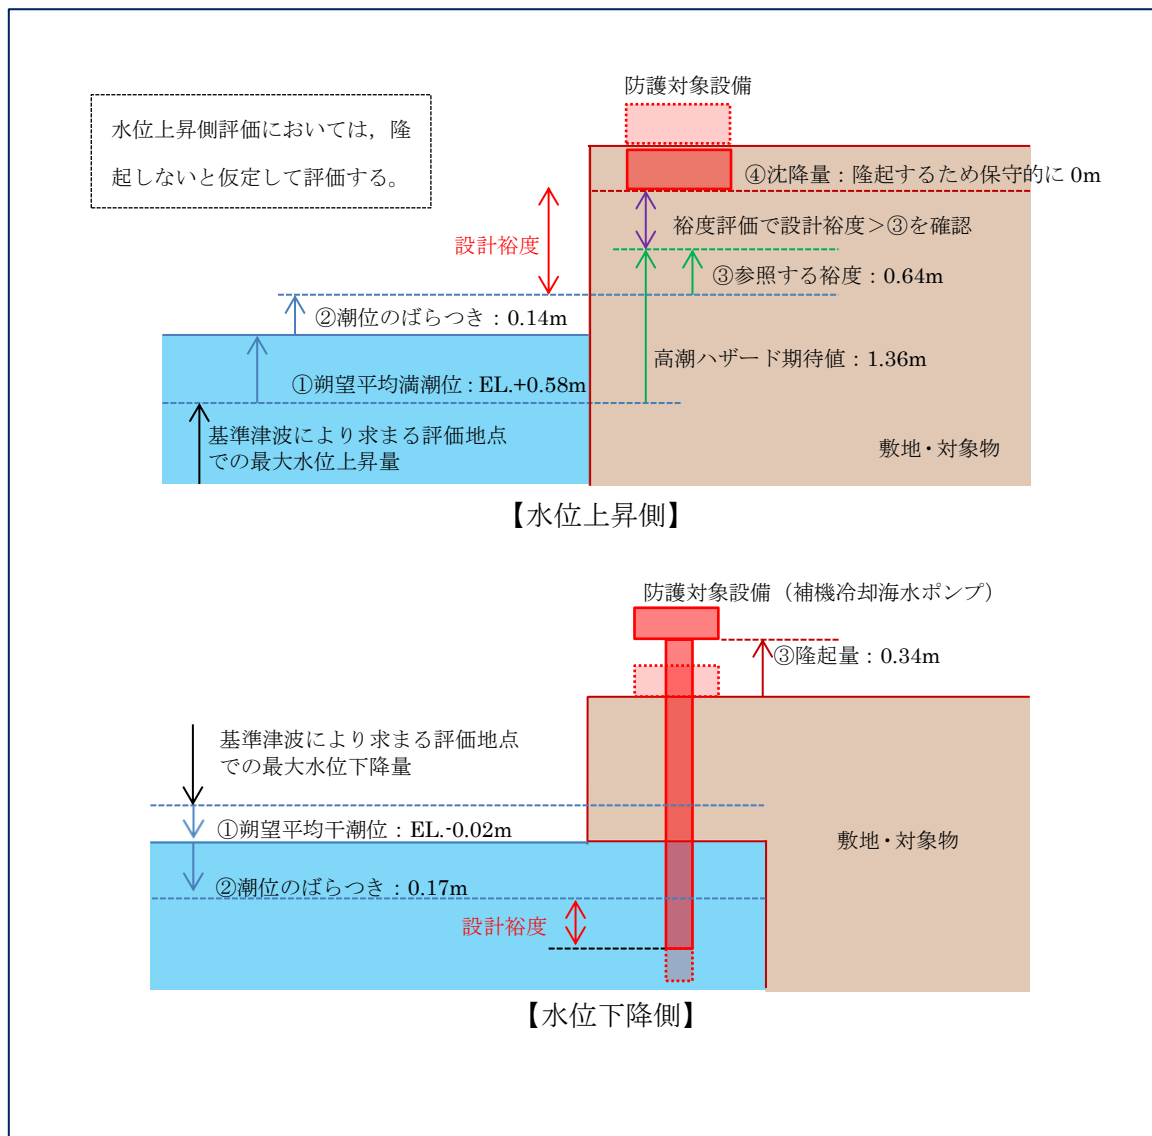 防護対象設備
水位上昇側評価においては，隆
起しないと仮定して評価する。
④沈降量：隆起するため保守的に 0m
裕度評価で設計裕度＞③を確認
設計裕度
③参照する裕度：0.64m
②潮位のばらつき：0.14m
高潮ハザード期待値：1.36m
①朔望平均満潮位：EL.+0.58m
基準津波により求まる評価地点
での最大水位上昇量
敷地・対象物
【水位上昇側】
防護対象設備（補機冷却海水ポンプ）
③隆起量：0.34m
基準津波により求まる評価地点
での最大水位下降量
①朔望平均干潮位：EL.-0.02m
敷地・対象物
②潮位のばらつき：0.17m
設計裕度
【水位下降側】